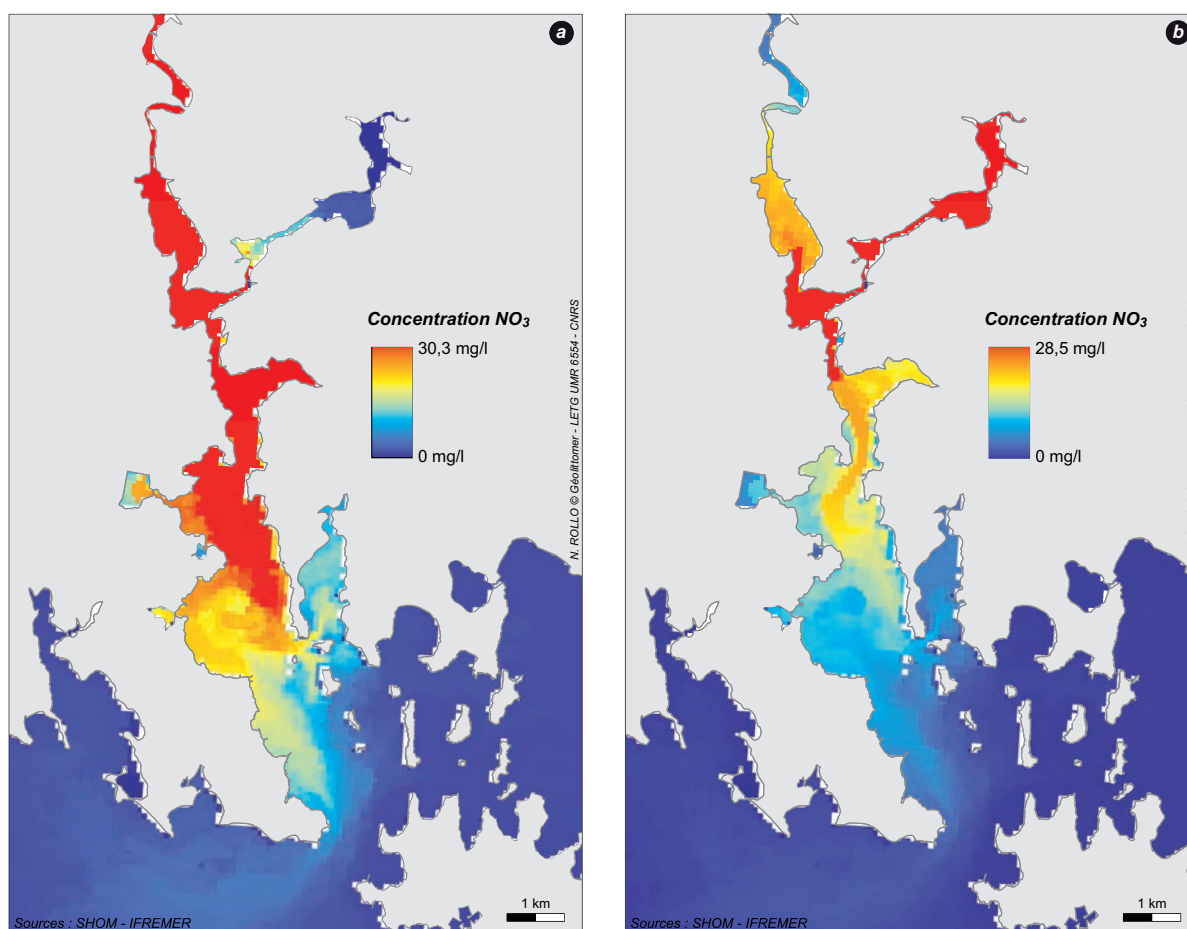 a
Concentration NO3
30,3 mg/l
0 mg/l
N. ROLLO © Géolittomer - LETG UMR 6554 - CNRS
1 km
Sources : SHOM - IFREMER
b
Concentration NO3
28,5 mg/l
0 mg/l
1 km
Sources : SHOM - IFREMER